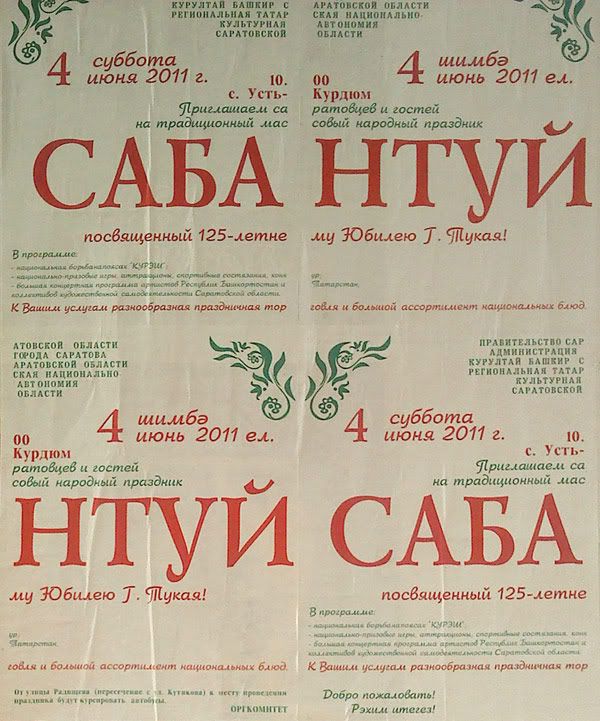 КУРУЛТАЙ БАШКИР С
РЕГИОНАЛЬНАЯ ТАТАР
КУЛЬТУРНАЯ
САРАТОВСКОЙ
4 суббота
июня 2011 г.
10.
с. Усть-
Приглашаем са
на традиционный мас
САБА
посвященный 125-летне
В программе:
- национальная борьба на поясах "КУРЭШ";
- национально-призовые игры, аттракционы, спортивные состязания, конк
- большая концертная программа артистов Республик Башкортостан и
коллективов художественной самодеятельности Саратовской области.
К Вашим услугам разнообразная праздничная тор
АРАТОВСКОЙ ОБЛАСТИ
СКАЯ НАЦИОНАЛЬНО-
АВТОНОМИЯ
ОБЛАСТИ
4 шимбә
июнь 2011 ел.
00
Курдюм
ратовцев и гостей
совый народный праздник
НТУЙ
му Юбилею Г. Тукая!
ур;
Татарстан,
говля и большой ассортимент национальных блюд.
АТОВСКОЙ ОБЛАСТИ
ГОРОДА САРАТОВА
АРАТОВСКОЙ ОБЛАСТИ
СКАЯ НАЦИОНАЛЬНО-
АВТОНОМИЯ
ОБЛАСТИ
4 шимбә
июнь 2011 ел.
00
Курдюм
ратовцев и гостей
совый народный праздник
НТУЙ
му Юбилею Г. Тукая!
ур;
Татарстан,
говля и большой ассортимент национальных блюд.
От улицы Радищева (пересечение с ул. Кутякова) к месту проведения
праздника будут курсировать автобусы.
ОРГКОМИТЕТ
ПРАВИТЕЛЬСТВО САР
АДМИНИСТРАЦИЯ
КУРУЛТАЙ БАШКИР С
РЕГИОНАЛЬНАЯ ТАТАР
КУЛЬТУРНАЯ
САРАТОВСКОЙ
4 суббота
июня 2011 г.
10.
с. Усть-
Приглашаем са
на традиционный мас
САБА
посвященный 125-летне
В программе:
- национальная борьба на поясах "КУРЭШ";
- национально-призовые игры, аттракционы, спортивные состязания, конк
- большая концертная программа артистов Республик Башкортостан и
коллективов художественной самодеятельности Саратовской области.
К Вашим услугам разнообразная праздничная тор
Добро пожаловать!
Рэхим итегез!